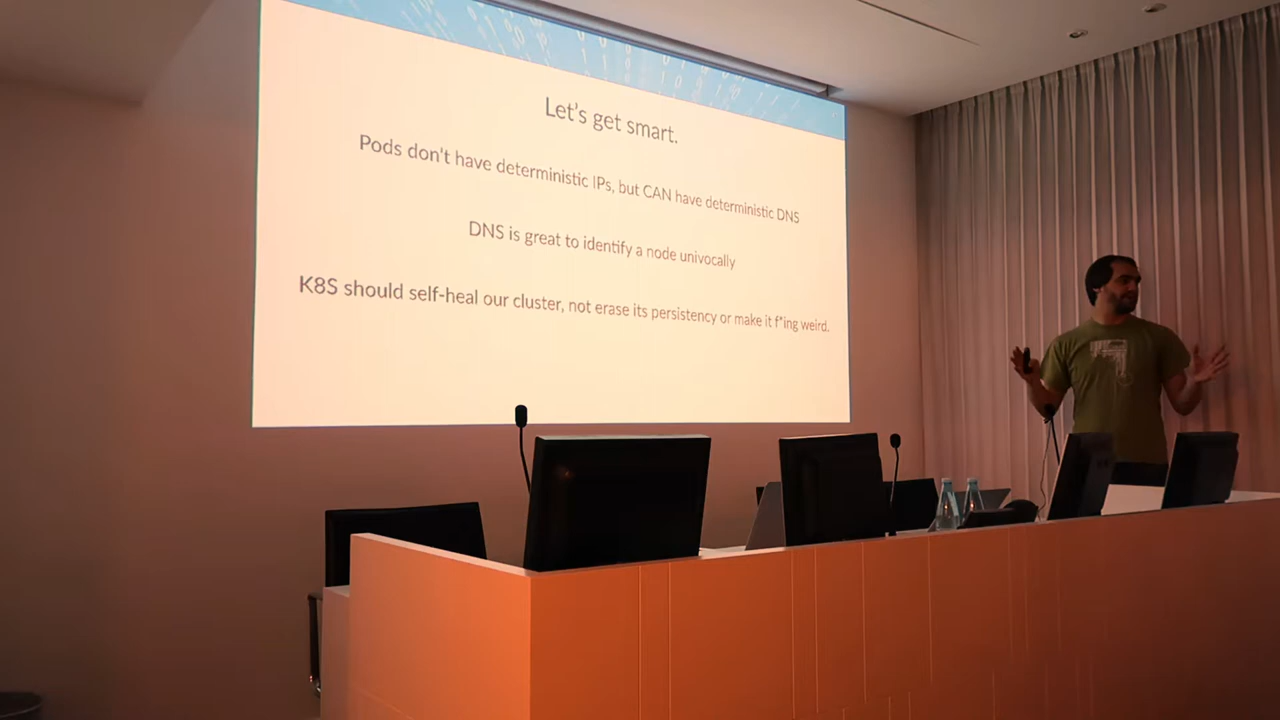 Let's get smart.
Pods don't have deterministic IPs, but CAN have deterministic DNS
DNS is great to identify a node univocally
K8S should self-heal our cluster, not erase its persistency or make it f*ing weird.